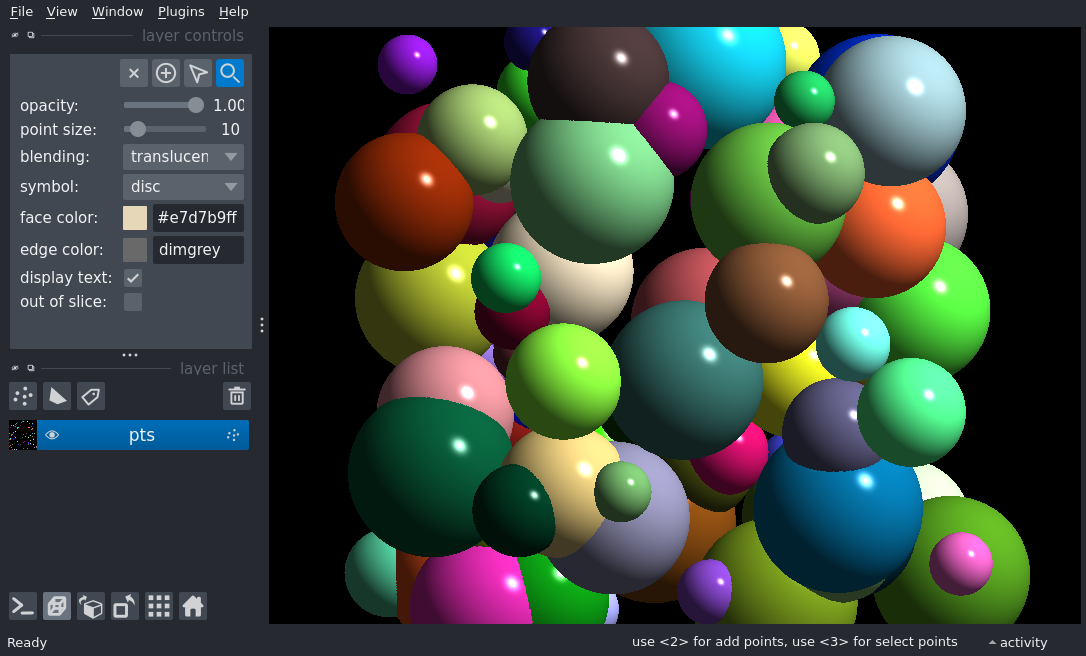 File View Window Plugins Help
layer controls
opacity: 1.00
point size: 10
blending: translucen
symbol: disc
face color: #e7d7b9ff
edge color: dimgrey
display text:
out of slice:
layer list
pts
Ready use <2> for add points, use <3> for select points activity